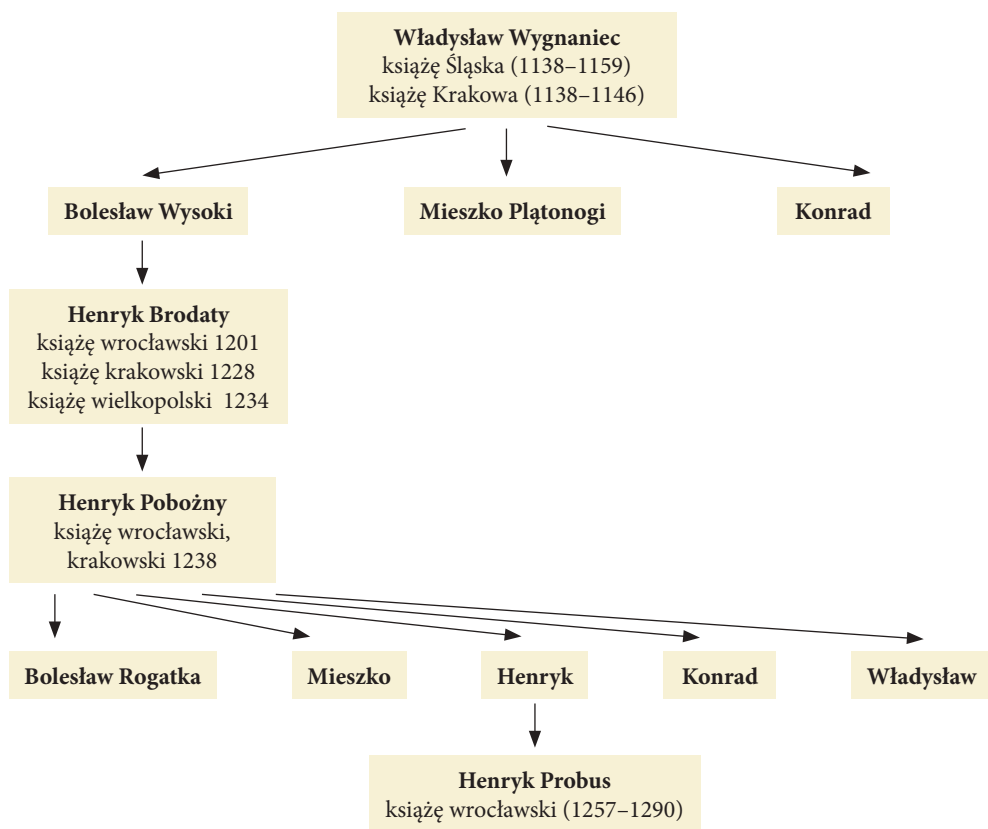 Władysław Wygnaniec
książę Śląska (1138–1159)
książę Krakowa (1138–1146)
Bolesław Wysoki
Mieszko Plątonogi
Konrad
Henryk Brodaty
książę wrocławski 1201
książę krakowski 1228
książę wielkopolski 1234
Henryk Pobożny
książę wrocławski,
krakowski 1238
Bolesław Rogatka
Mieszko
Henryk
Konrad
Władysław
Henryk Probus
książę wrocławski (1257–1290)